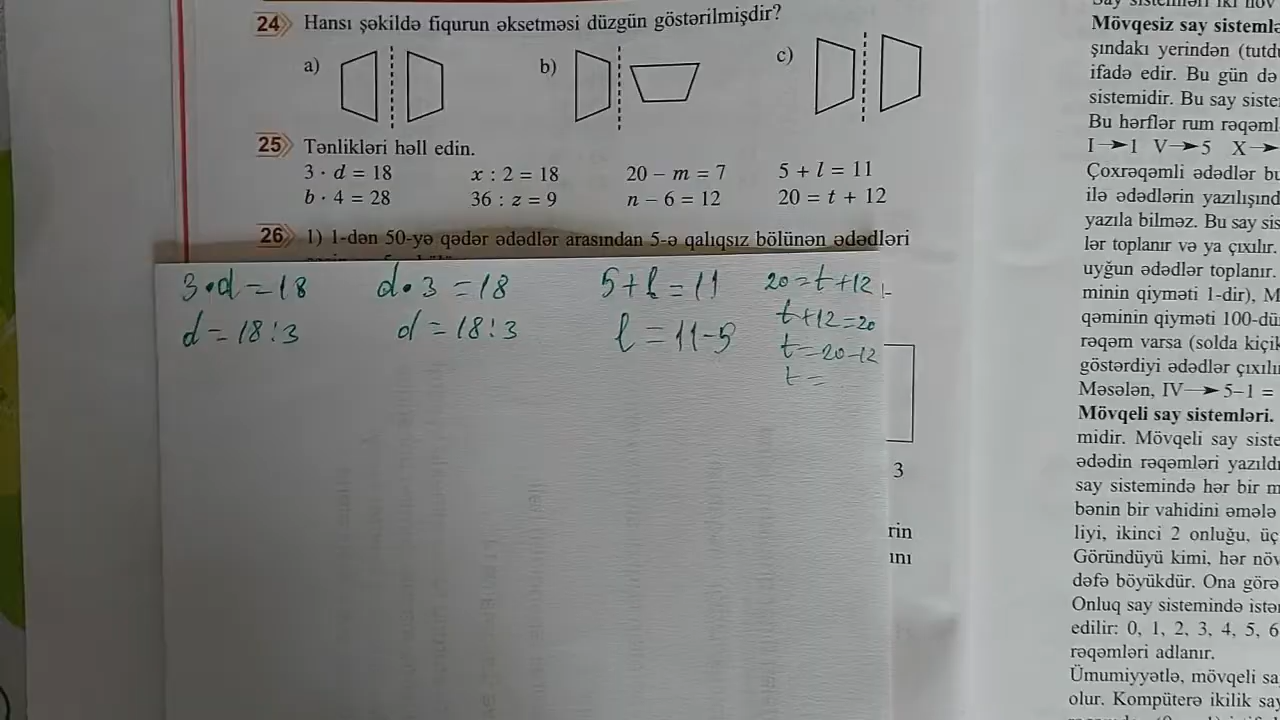 24 Hansı şəkildə fiqurun əksetməsi düzgün göstərilmişdir?
a) b) c)
25 Tənlikləri həll edin.
3 · d = 18 x : 2 = 18 20 – m = 7 5 + l = 11
b · 4 = 28 36 : z = 9 n – 6 = 12 20 = t + 12
26 1) 1-dən 50-yə qədər ədədlər arasından 5-ə qalıqsız bölünən ədədləri
3·d=18 d·3=18 5+l=11 20=t+12
d=18:3 d=18:3 l=11-5 t+12=20
t=20-12
t=
3
rin
ını
Mövqesiz say sistemlə
şındakı yerindən (tutdu
ifadə edir. Bu gün də
sistemidir. Bu say siste
Bu hərflər rum rəqəml
I→1 V→5 X→
Çoxrəqəmli ədədlər bu
ilə ədədlərin yazılışınd
yazıla bilməz. Bu say sis
lər toplanır və ya çıxılır.
uyğun ədədlər toplanır.
minin qiyməti 1-dir), M
qəminin qiyməti 100-dü
rəqəm varsa (solda kiçik
göstərdiyi ədədlər çıxılır
Məsələn, IV→5–1 =
Mövqeli say sistemləri.
midir. Mövqeli say siste
ədədin rəqəmləri yazıldı
say sistemində hər bir m
bənin bir vahidini əmələ
liyi, ikinci 2 onluğu, üç
Göründüyü kimi, hər növ
dəfə böyükdür. Ona görə
Onluq say sistemində istə
edilir: 0, 1, 2, 3, 4, 5, 6
rəqəmləri adlanır.
Ümumiyyətlə, mövqeli sa
olur. Kompüterə ikilik say